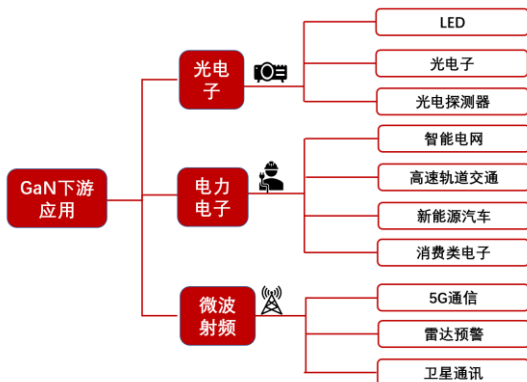 GaN下游
应用
光电
子
LED
光电子
光电探测器
电力
电子
智能电网
高速轨道交通
新能源汽车
消费类电子
微波
射频
5G通信
雷达预警
卫星通讯